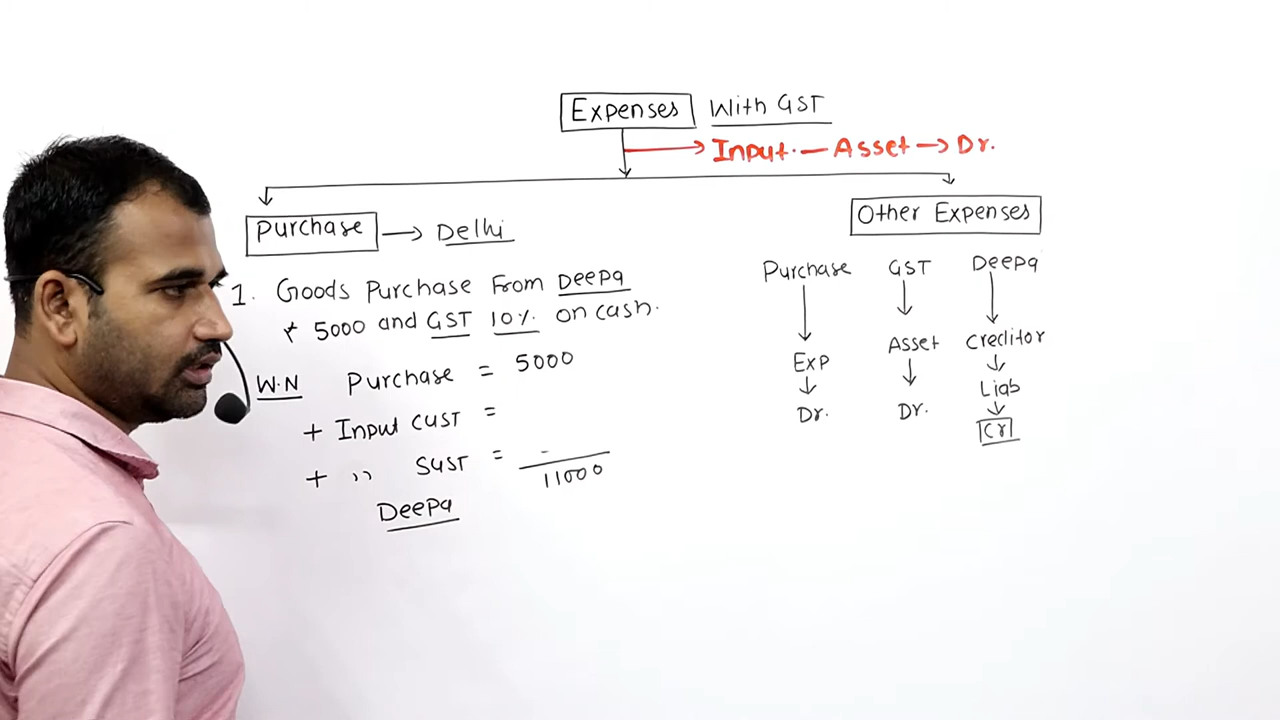 Expenses With GST
Input. — Asset → Dr.
Purchase → Delhi
Other Expenses
1. Goods Purchase From Deepa
₹ 5000 and GST 10% on cash.
W.N Purchase = 5000
+ Input CGST =
+ ,, SGST = -
11000
Deepa
Purchase GST Deepa
Exp Asset Creditor
Dr. Dr. Liab
Cr